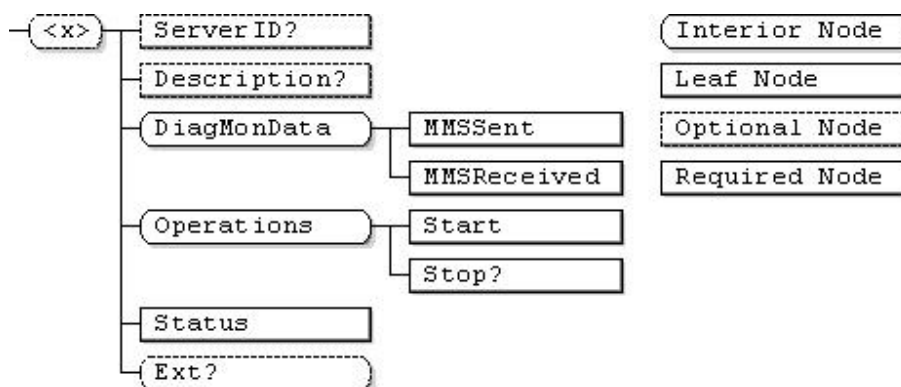 <x>
ServerID?
Interior Node
Description?
Leaf Node
DiagMonData
MMSSent
Optional Node
MMSReceived
Required Node
Operations
Start
Stop?
Status
Ext?